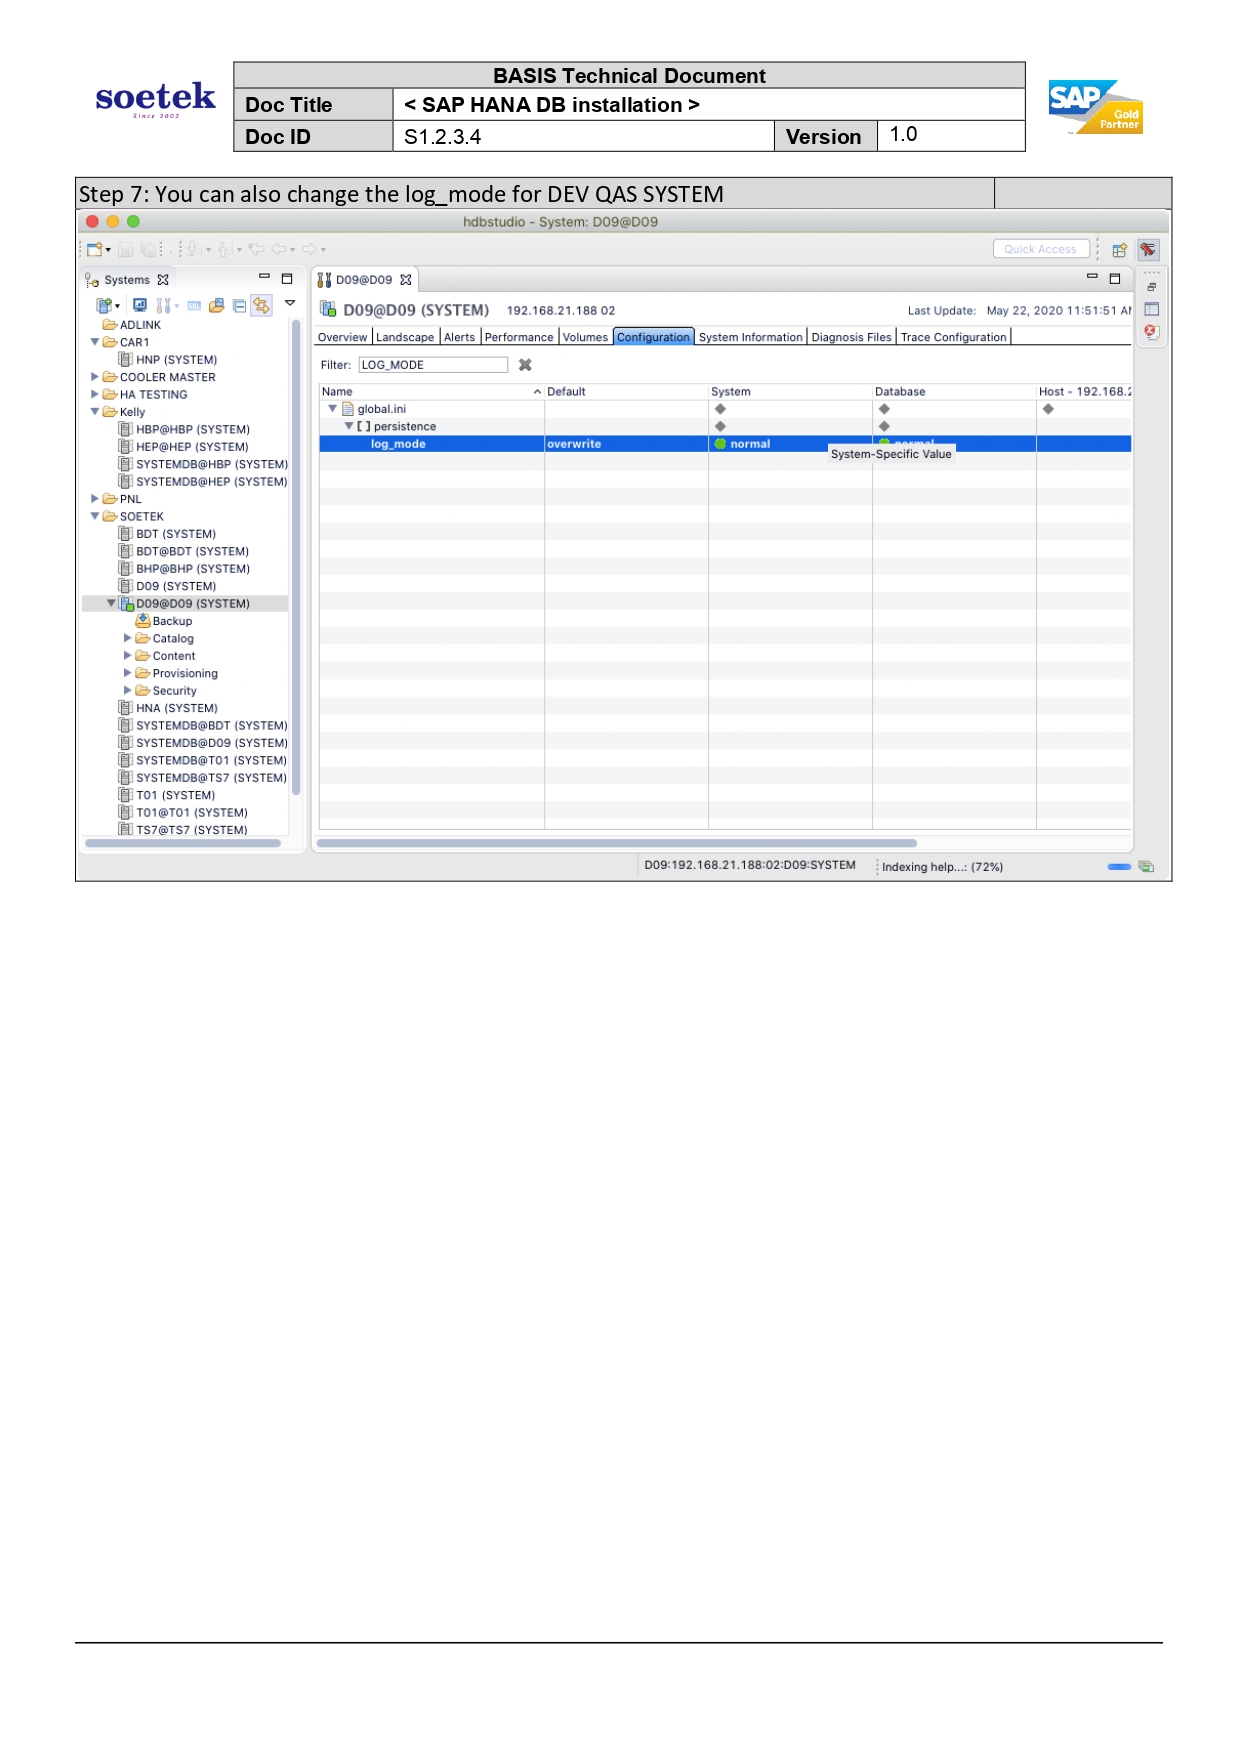 soetek
Since 2002
BASIS Technical Document
Doc Title
< SAP HANA DB installation >
Doc ID
S1.2.3.4
Version
1.0
SAP
Gold
Partner
Step 7: You can also change the log_mode for DEV QAS SYSTEM
hdbstudio - System: D09@D09
Quick Access
Systems
D09@D09
D09@D09 (SYSTEM) 192.168.21.188 02
Last Update: May 22, 2020 11:51:51 AM
Overview Landscape Alerts Performance Volumes Configuration System Information Diagnosis Files Trace Configuration
Filter: LOG_MODE
Name Default System Database Host - 192.168.2
global.ini
[ ] persistence
log_mode overwrite normal normal
System-Specific Value
ADLINK
CAR1
HNP (SYSTEM)
COOLER MASTER
HA TESTING
Kelly
HBP@HBP (SYSTEM)
HEP@HEP (SYSTEM)
SYSTEMDB@HBP (SYSTEM)
SYSTEMDB@HEP (SYSTEM)
PNL
SOETEK
BDT (SYSTEM)
BDT@BDT (SYSTEM)
BHP@BHP (SYSTEM)
D09 (SYSTEM)
D09@D09 (SYSTEM)
Backup
Catalog
Content
Provisioning
Security
HNA (SYSTEM)
SYSTEMDB@BDT (SYSTEM)
SYSTEMDB@D09 (SYSTEM)
SYSTEMDB@T01 (SYSTEM)
SYSTEMDB@TS7 (SYSTEM)
T01 (SYSTEM)
T01@T01 (SYSTEM)
TS7@TS7 (SYSTEM)
D09:192.168.21.188:02:D09:SYSTEM
Indexing help...: (72%)